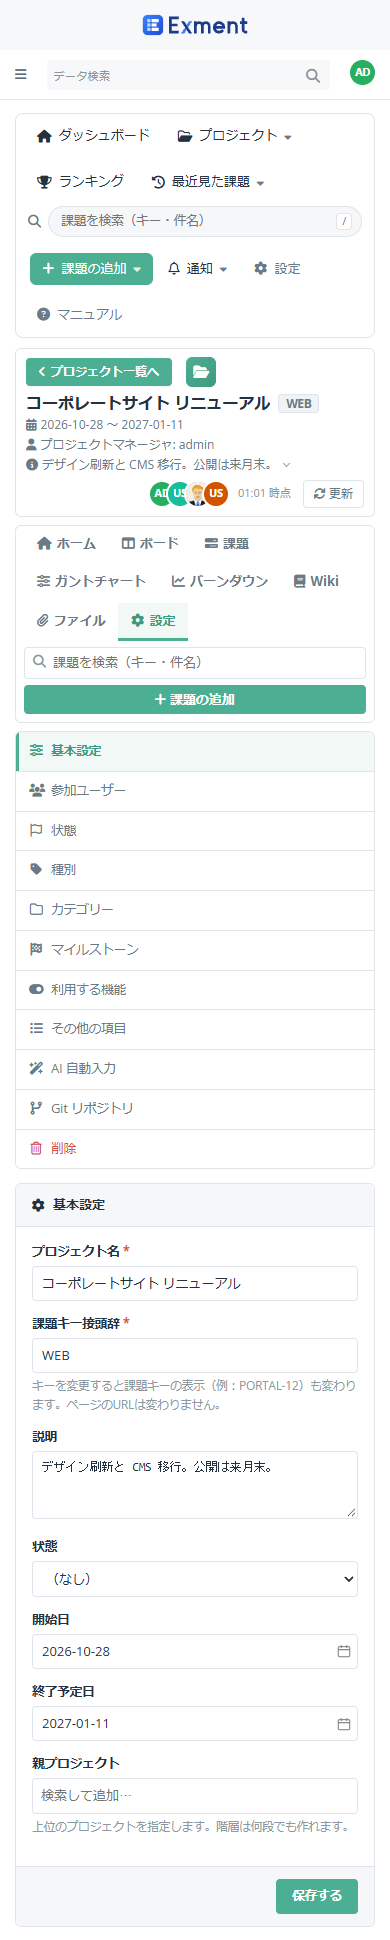 Exment
データ検索
AD
ダッシュボード
プロジェクト
ランキング
最近見た課題
課題を検索（キー・件名）
/
課題の追加
通知
設定
マニュアル
プロジェクト一覧へ
コーポレートサイト リニューアル WEB
2026-10-28 〜 2027-01-11
プロジェクトマネージャ: admin
デザイン刷新と CMS 移行。公開は来月末。
US
01:01 時点
更新
ホーム
ボード
課題
ガントチャート
バーンダウン
Wiki
ファイル
設定
課題を検索（キー・件名）
課題の追加
基本設定
参加ユーザー
状態
種別
カテゴリー
マイルストーン
利用する機能
その他の項目
AI 自動入力
Git リポジトリ
削除
基本設定
プロジェクト名 *
コーポレートサイト リニューアル
課題キー接頭辞 *
WEB
キーを変更すると課題キーの表示（例：PORTAL-12）も変わり
ます。ページのURLは変わりません。
説明
デザイン刷新と CMS 移行。公開は来月末。
状態
（なし）
開始日
2026-10-28
終了予定日
2027-01-11
親プロジェクト
検索して追加…
上位のプロジェクトを指定します。階層は何段でも作れます。
保存する